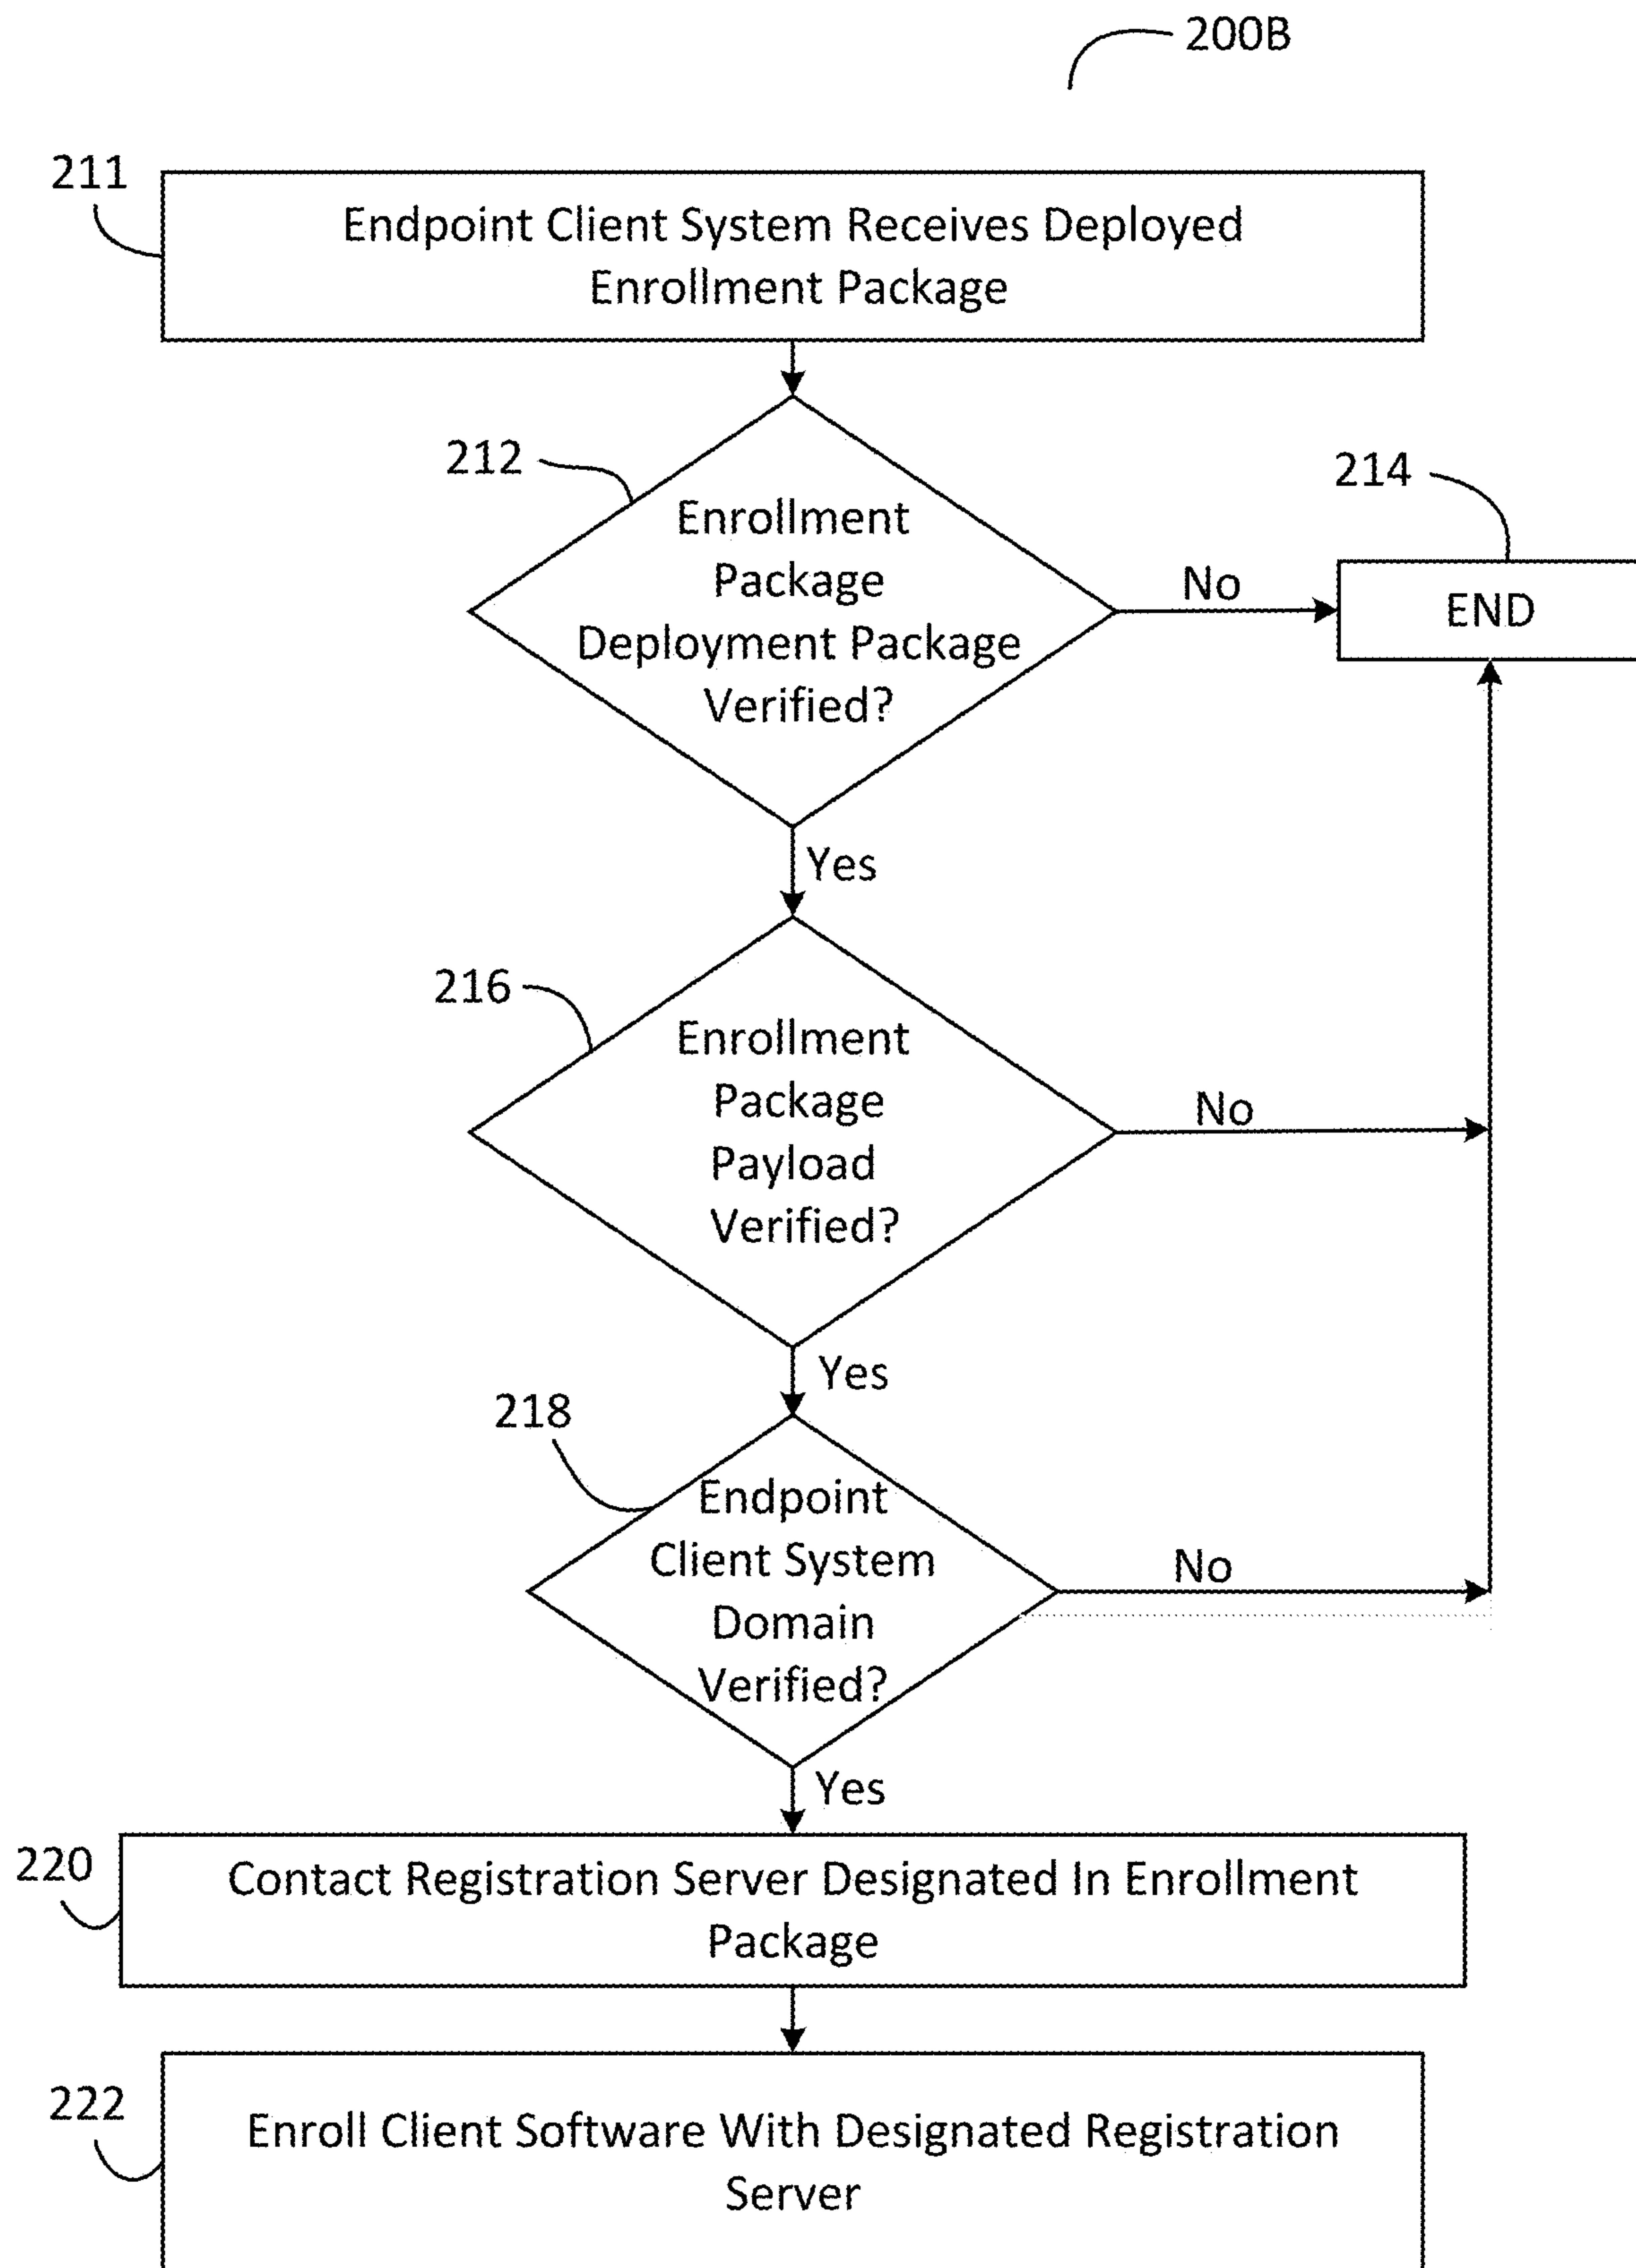 200B
211
Endpoint Client System Receives Deployed
Enrollment Package
212
Enrollment
Package
Deployment Package
Verified?
No
214
END
Yes
216
Enrollment
Package
Payload
Verified?
No
Yes
218
Endpoint
Client System
Domain
Verified?
No
Yes
220
Contact Registration Server Designated In Enrollment
Package
222
Enroll Client Software With Designated Registration
Server